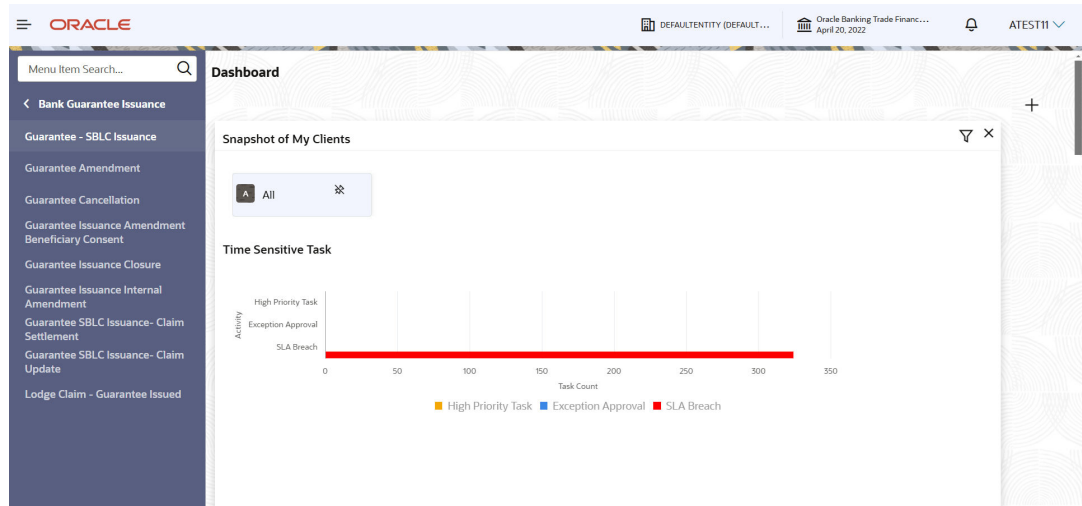 ORACLE
DEFAULTENTITY (DEFAULT...
Oracle Banking Trade Financ...
April 20, 2022
ATEST11
Menu Item Search...
Bank Guarantee Issuance
Guarantee - SBLC Issuance
Guarantee Amendment
Guarantee Cancellation
Guarantee Issuance Amendment
Beneficiary Consent
Guarantee Issuance Closure
Guarantee Issuance Internal
Amendment
Guarantee SBLC Issuance- Claim
Settlement
Guarantee SBLC Issuance- Claim
Update
Lodge Claim - Guarantee Issued
Dashboard
Snapshot of My Clients
A All
Time Sensitive Task
Activity
High Priority Task
Exception Approval
SLA Breach
0 50 100 150 200 250 300 350
Task Count
High Priority Task Exception Approval SLA Breach